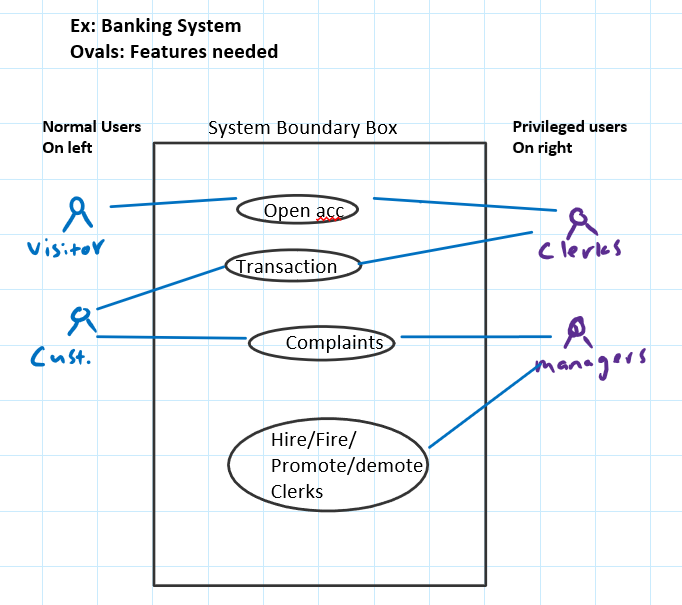 Ex: Banking System
Ovals: Features needed
Normal Users
On left
System Boundary Box
Privileged users
On right
Open acc
Visitor
Clerks
Transaction
Cust.
Complaints
managers
Hire/Fire/
Promote/demote
Clerks